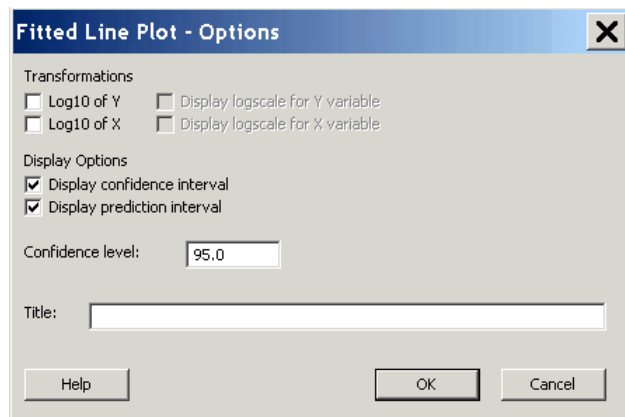 Fitted Line Plot - Options
Transformations
Log10 of Y Display logscale for Y variable
Log10 of X Display logscale for X variable
Display Options
Display confidence interval
Display prediction interval
Confidence level: 95.0
Title:
Help OK Cancel